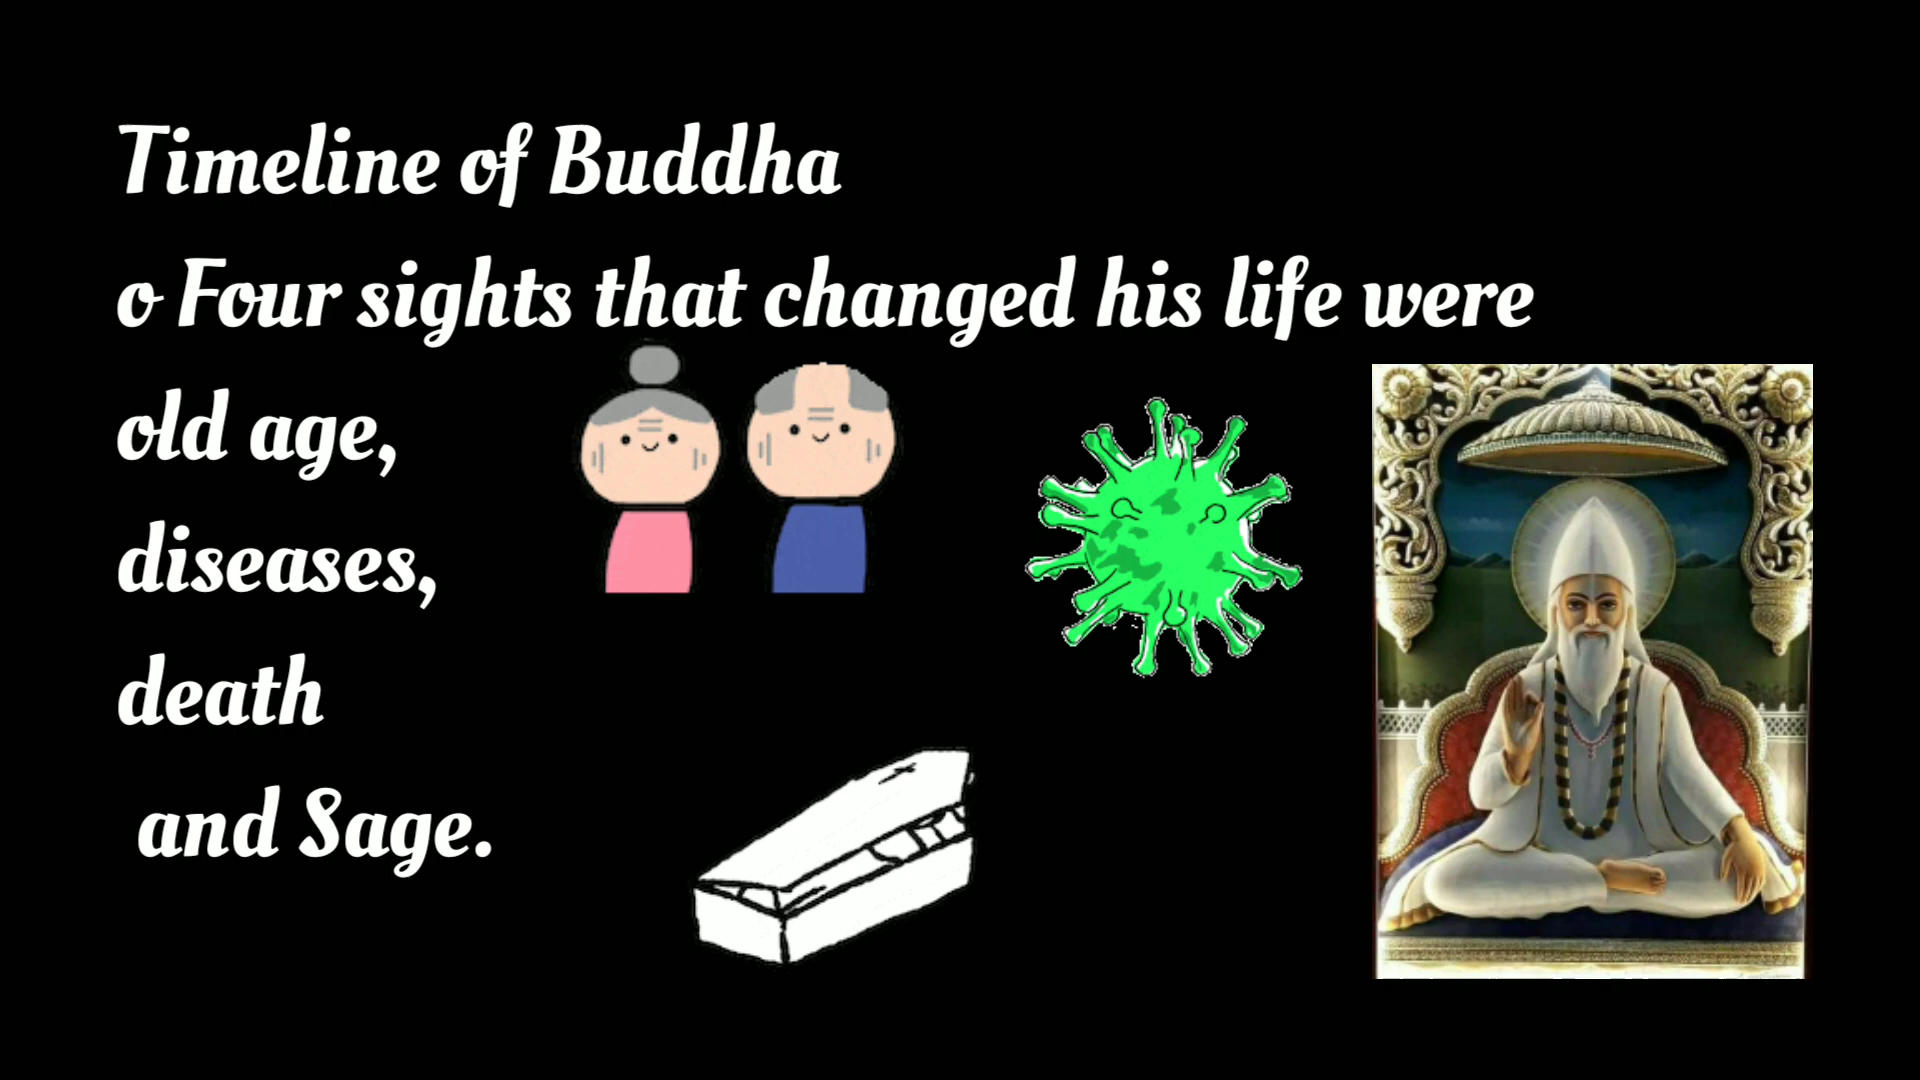 Timeline of Buddha
o Four sights that changed his life were
old age,
diseases,
death
and Sage.